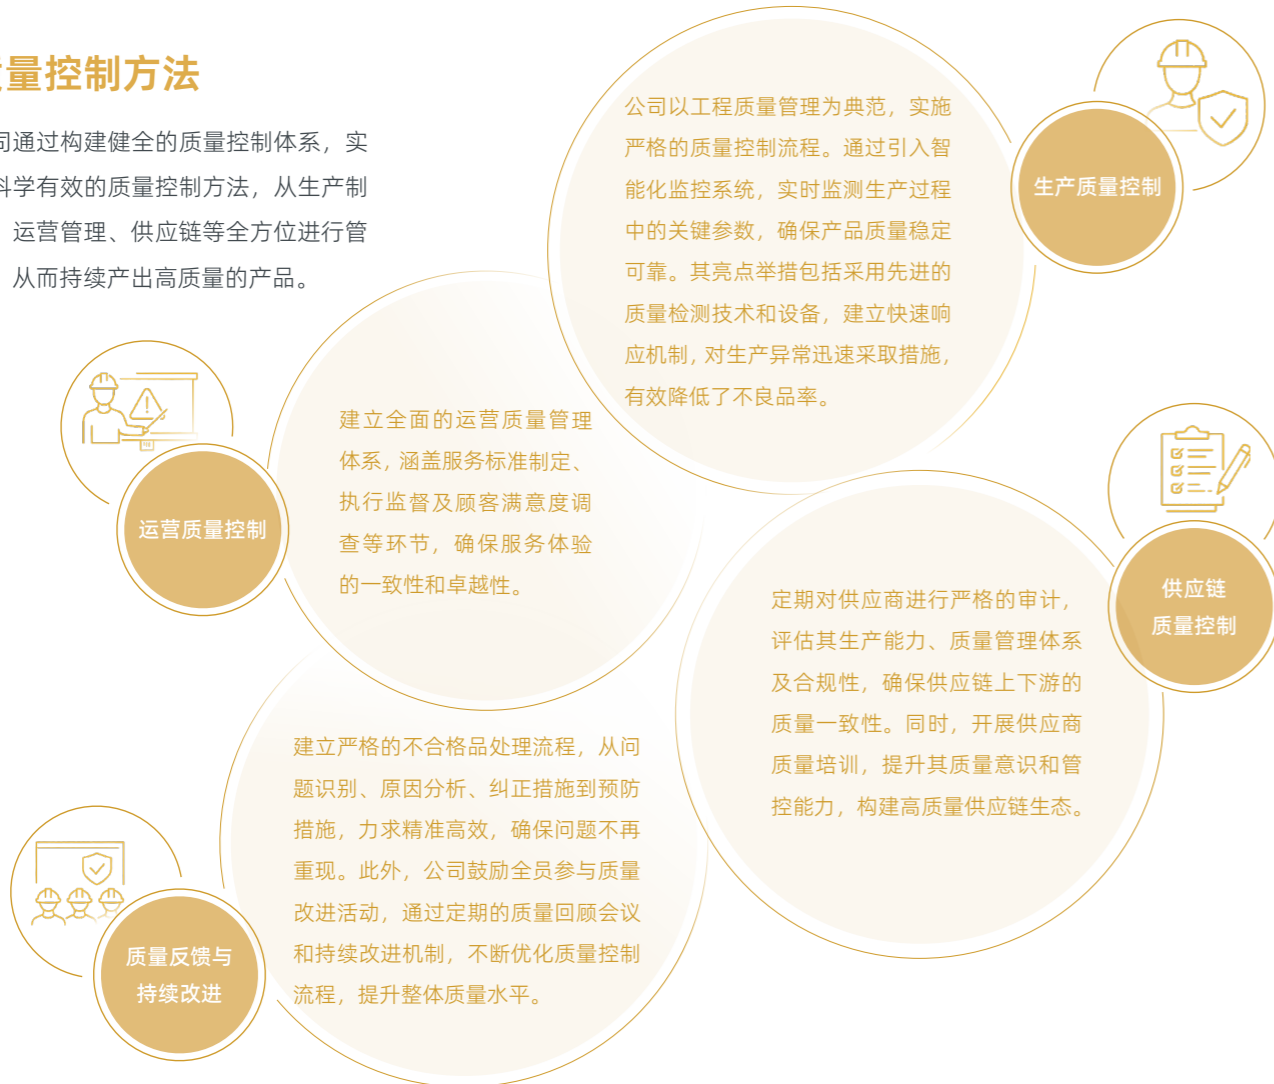 量控制方法
司通过构建健全的质量控制体系，实
科学有效的质量控制方法，从生产制
、运营管理、供应链等全方位进行管
，从而持续产出高质量的产品。
公司以工程质量管理为典范，实施
严格的质量控制流程。通过引入智
能化监控系统，实时监测生产过程
中的关键参数，确保产品质量稳定
可靠。其亮点举措包括采用先进的
质量检测技术和设备，建立快速响
应机制，对生产异常迅速采取措施，
有效降低了不良品率。
生产质量控制
建立全面的运营质量管理
体系，涵盖服务标准制定、
执行监督及顾客满意度调
查等环节，确保服务体验
的一致性和卓越性。
运营质量控制
定期对供应商进行严格的审计，
评估其生产能力、质量管理体系
及合规性，确保供应链上下游的
质量一致性。同时，开展供应商
质量培训，提升其质量意识和管
控能力，构建高质量供应链生态。
供应链
质量控制
建立严格的不合格品处理流程，从问
题识别、原因分析、纠正措施到预防
措施，力求精准高效，确保问题不再
重现。此外，公司鼓励全员参与质量
改进活动，通过定期的质量回顾会议
和持续改进机制，不断优化质量控制
流程，提升整体质量水平。
质量反馈与
持续改进